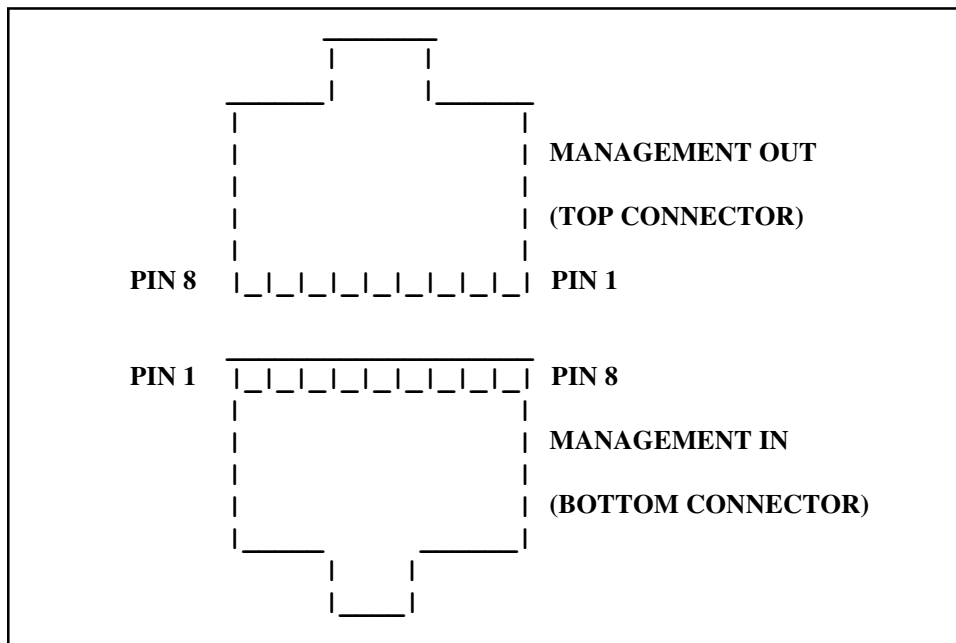 MANAGEMENT OUT
(TOP CONNECTOR)
PIN 8 PIN 1
PIN 1 PIN 8
MANAGEMENT IN
(BOTTOM CONNECTOR)